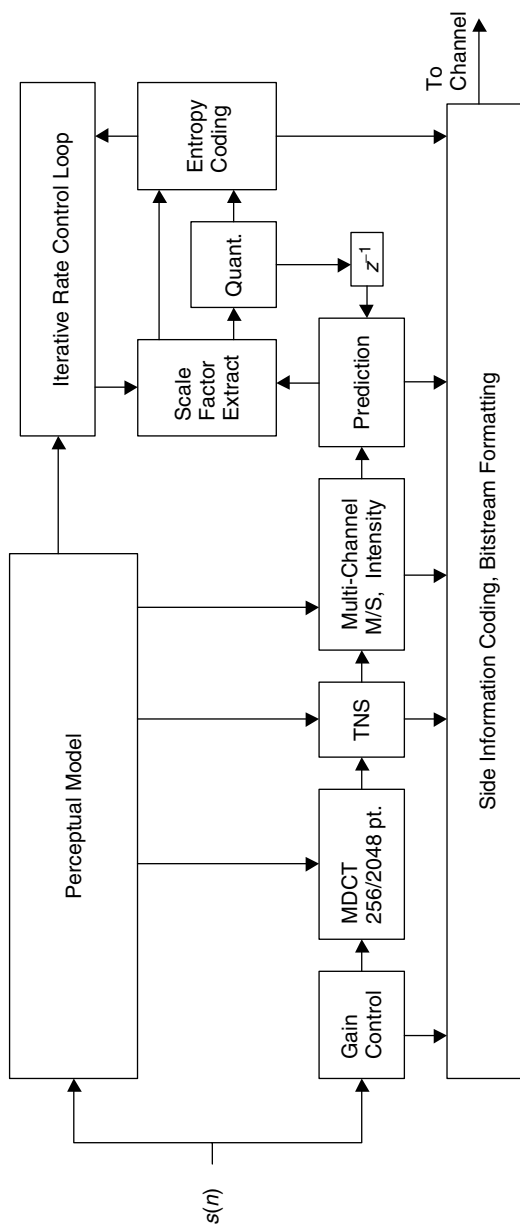 s(n)
Perceptual Model
Iterative Rate Control Loop
Gain
Control
MDCT
256/2048 pt.
TNS
Multi-Channel
M/S, Intensity
Prediction
Scale
Factor
Extract
Quant.
z⁻¹
Entropy
Coding
Side Information Coding, Bitstream Formatting
To
Channel